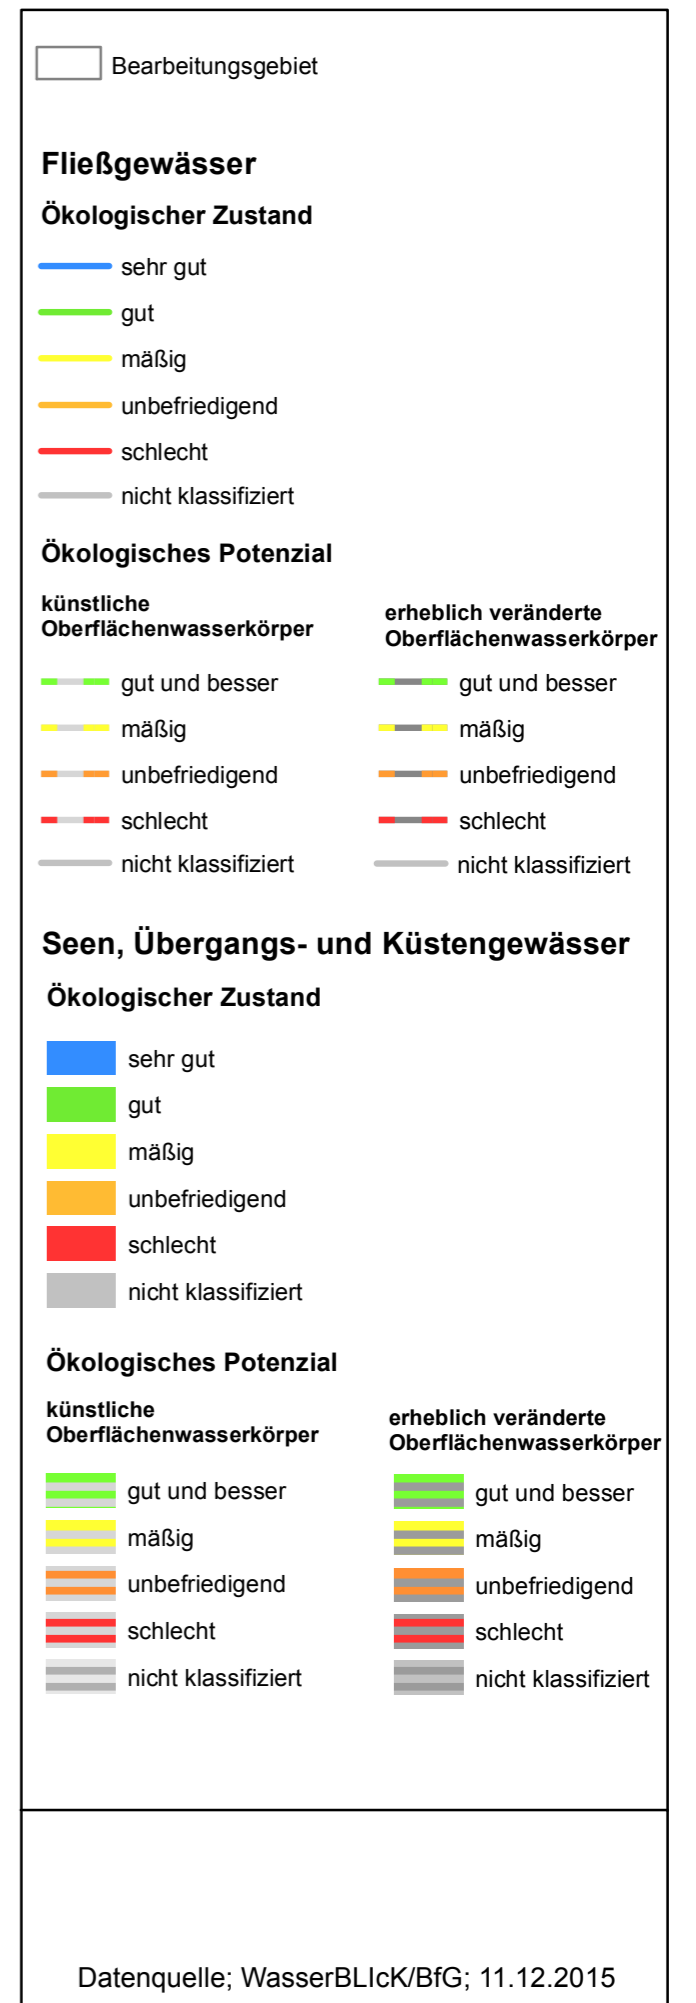 Bearbeitungsgebiet
Fließgewässer
Ökologischer Zustand
sehr gut
gut
mäßig
unbefriedigend
schlecht
nicht klassifiziert
Ökologisches Potenzial
künstliche
Oberflächenwasserkörper
gut und besser
mäßig
unbefriedigend
schlecht
nicht klassifiziert
erheblich veränderte
Oberflächenwasserkörper
gut und besser
mäßig
unbefriedigend
schlecht
nicht klassifiziert
Seen, Übergangs- und Küstengewässer
Ökologischer Zustand
sehr gut
gut
mäßig
unbefriedigend
schlecht
nicht klassifiziert
Ökologisches Potenzial
künstliche
Oberflächenwasserkörper
gut und besser
mäßig
unbefriedigend
schlecht
nicht klassifiziert
erheblich veränderte
Oberflächenwasserkörper
gut und besser
mäßig
unbefriedigend
schlecht
nicht klassifiziert
Datenquelle; WasserBLIcK/BfG; 11.12.2015